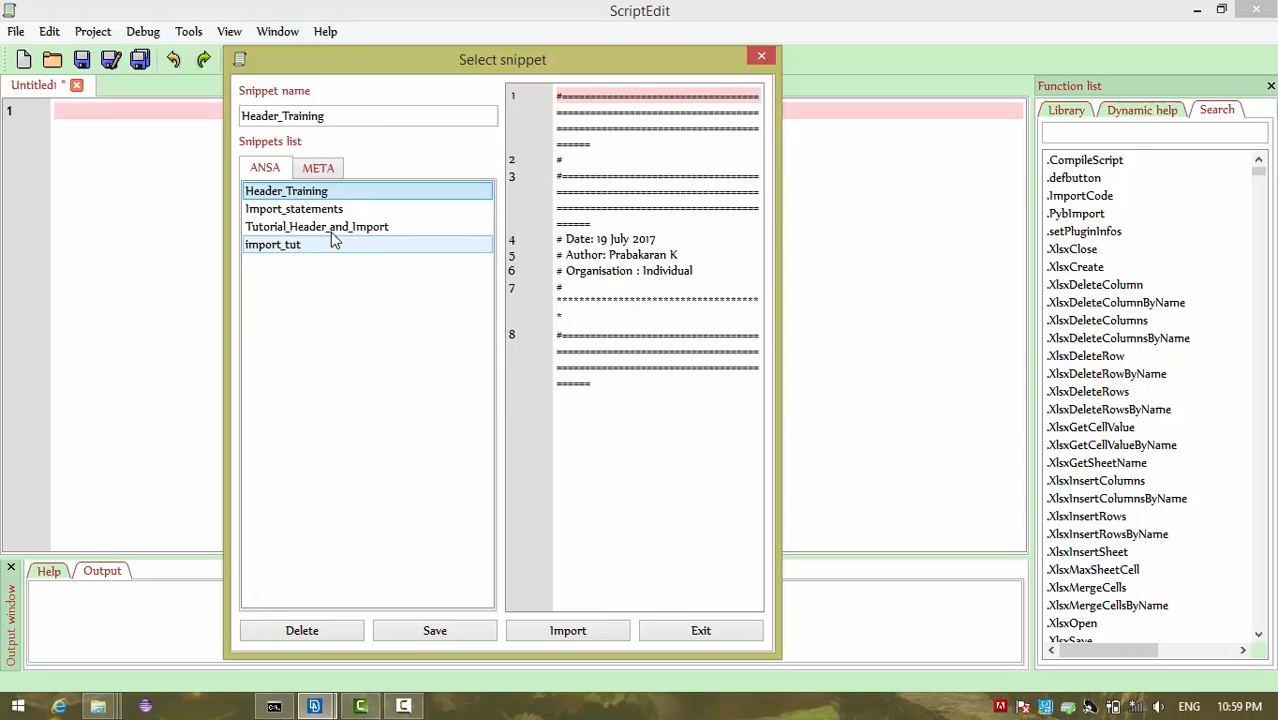 ScriptEdit
File Edit Project Debug Tools View Window Help
Untitled1 *
1
Select snippet
Snippet name
Header_Training
Snippets list
ANSA META
Header_Training
Import_statements
Tutorial_Header_and_Import
import_tut
1 #===================================
===================================
===================================
======
2 #
3 #===================================
===================================
===================================
======
4 # Date: 19 July 2017
5 # Author: Prabakaran K
6 # Organisation : Individual
7 #
************************************
*
8 #===================================
===================================
===================================
======
Delete Save Import Exit
Function list
Library Dynamic help Search
.CompileScript
.defbutton
.ImportCode
.PybImport
.setPluginInfos
.XlsxClose
.XlsxCreate
.XlsxDeleteColumn
.XlsxDeleteColumnByName
.XlsxDeleteColumns
.XlsxDeleteColumnsByName
.XlsxDeleteRow
.XlsxDeleteRowByName
.XlsxDeleteRows
.XlsxDeleteRowsByName
.XlsxGetCellValue
.XlsxGetCellValueByName
.XlsxGetSheetName
.XlsxInsertColumns
.XlsxInsertColumnsByName
.XlsxInsertRows
.XlsxInsertRowsByName
.XlsxInsertSheet
.XlsxMaxSheetCell
.XlsxMergeCells
.XlsxMergeCellsByName
.XlsxOpen
.XlsxSave
Output window
Help Output
ENG 10:59 PM